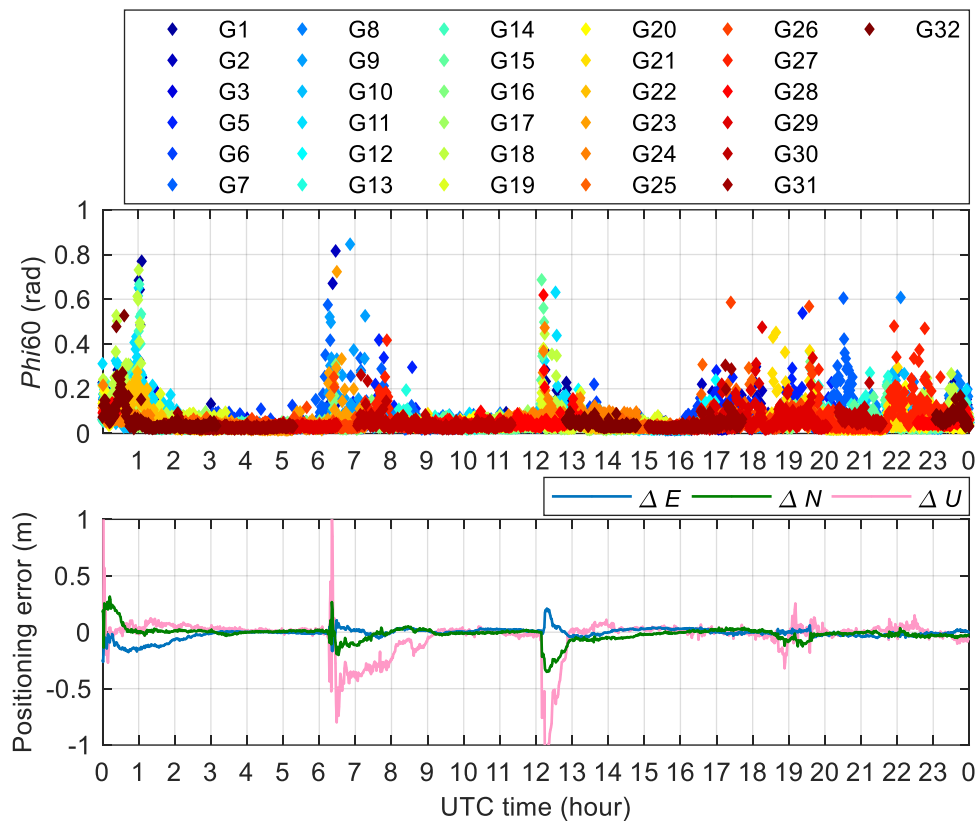 G1 G8 G14 G20 G26 G32
G2 G9 G15 G21 G27
G3 G10 G16 G22 G28
G5 G11 G17 G23 G29
G6 G12 G18 G24 G30
G7 G13 G19 G25 G31
Phi60 (rad)
1
0.8
0.6
0.4
0.2
0
1 2 3 4 5 6 7 8 9 10 11 12 13 14 15 16 17 18 19 20 21 22 23 0
Δ E Δ N Δ U
Positioning error (m)
1
0.5
0
-0.5
-1
0 1 2 3 4 5 6 7 8 9 10 11 12 13 14 15 16 17 18 19 20 21 22 23 0
UTC time (hour)